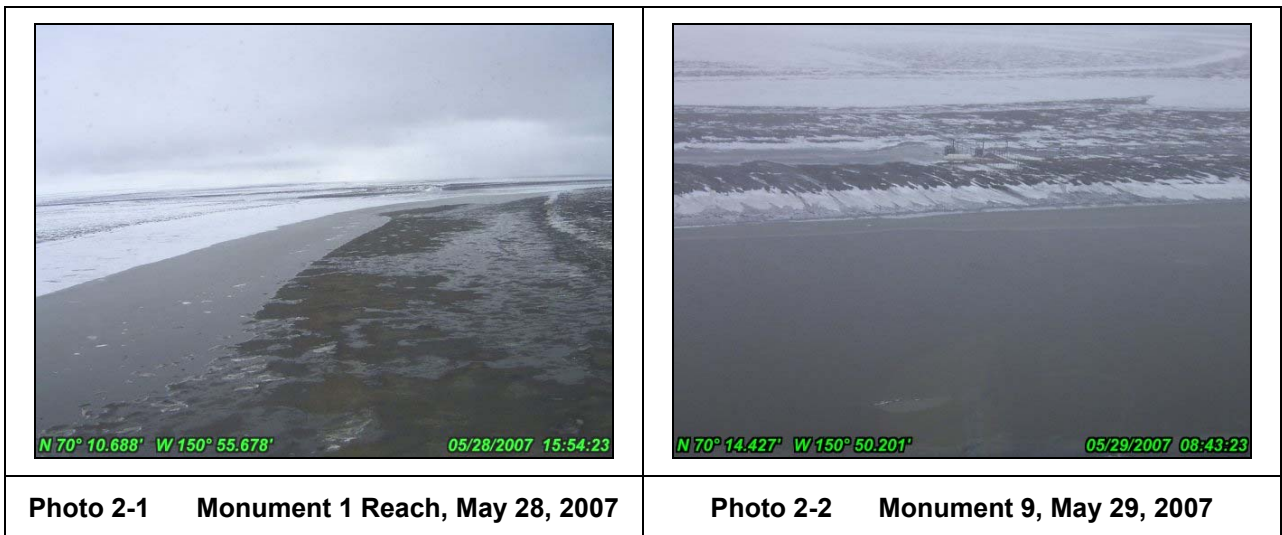 N 70° 10.688' W 150° 55.678' 05/28/2007 15:54:23
N 70° 14.427' W 150° 50.201' 05/29/2007 08:43:23
Photo 2-1 Monument 1 Reach, May 28, 2007
Photo 2-2 Monument 9, May 29, 2007